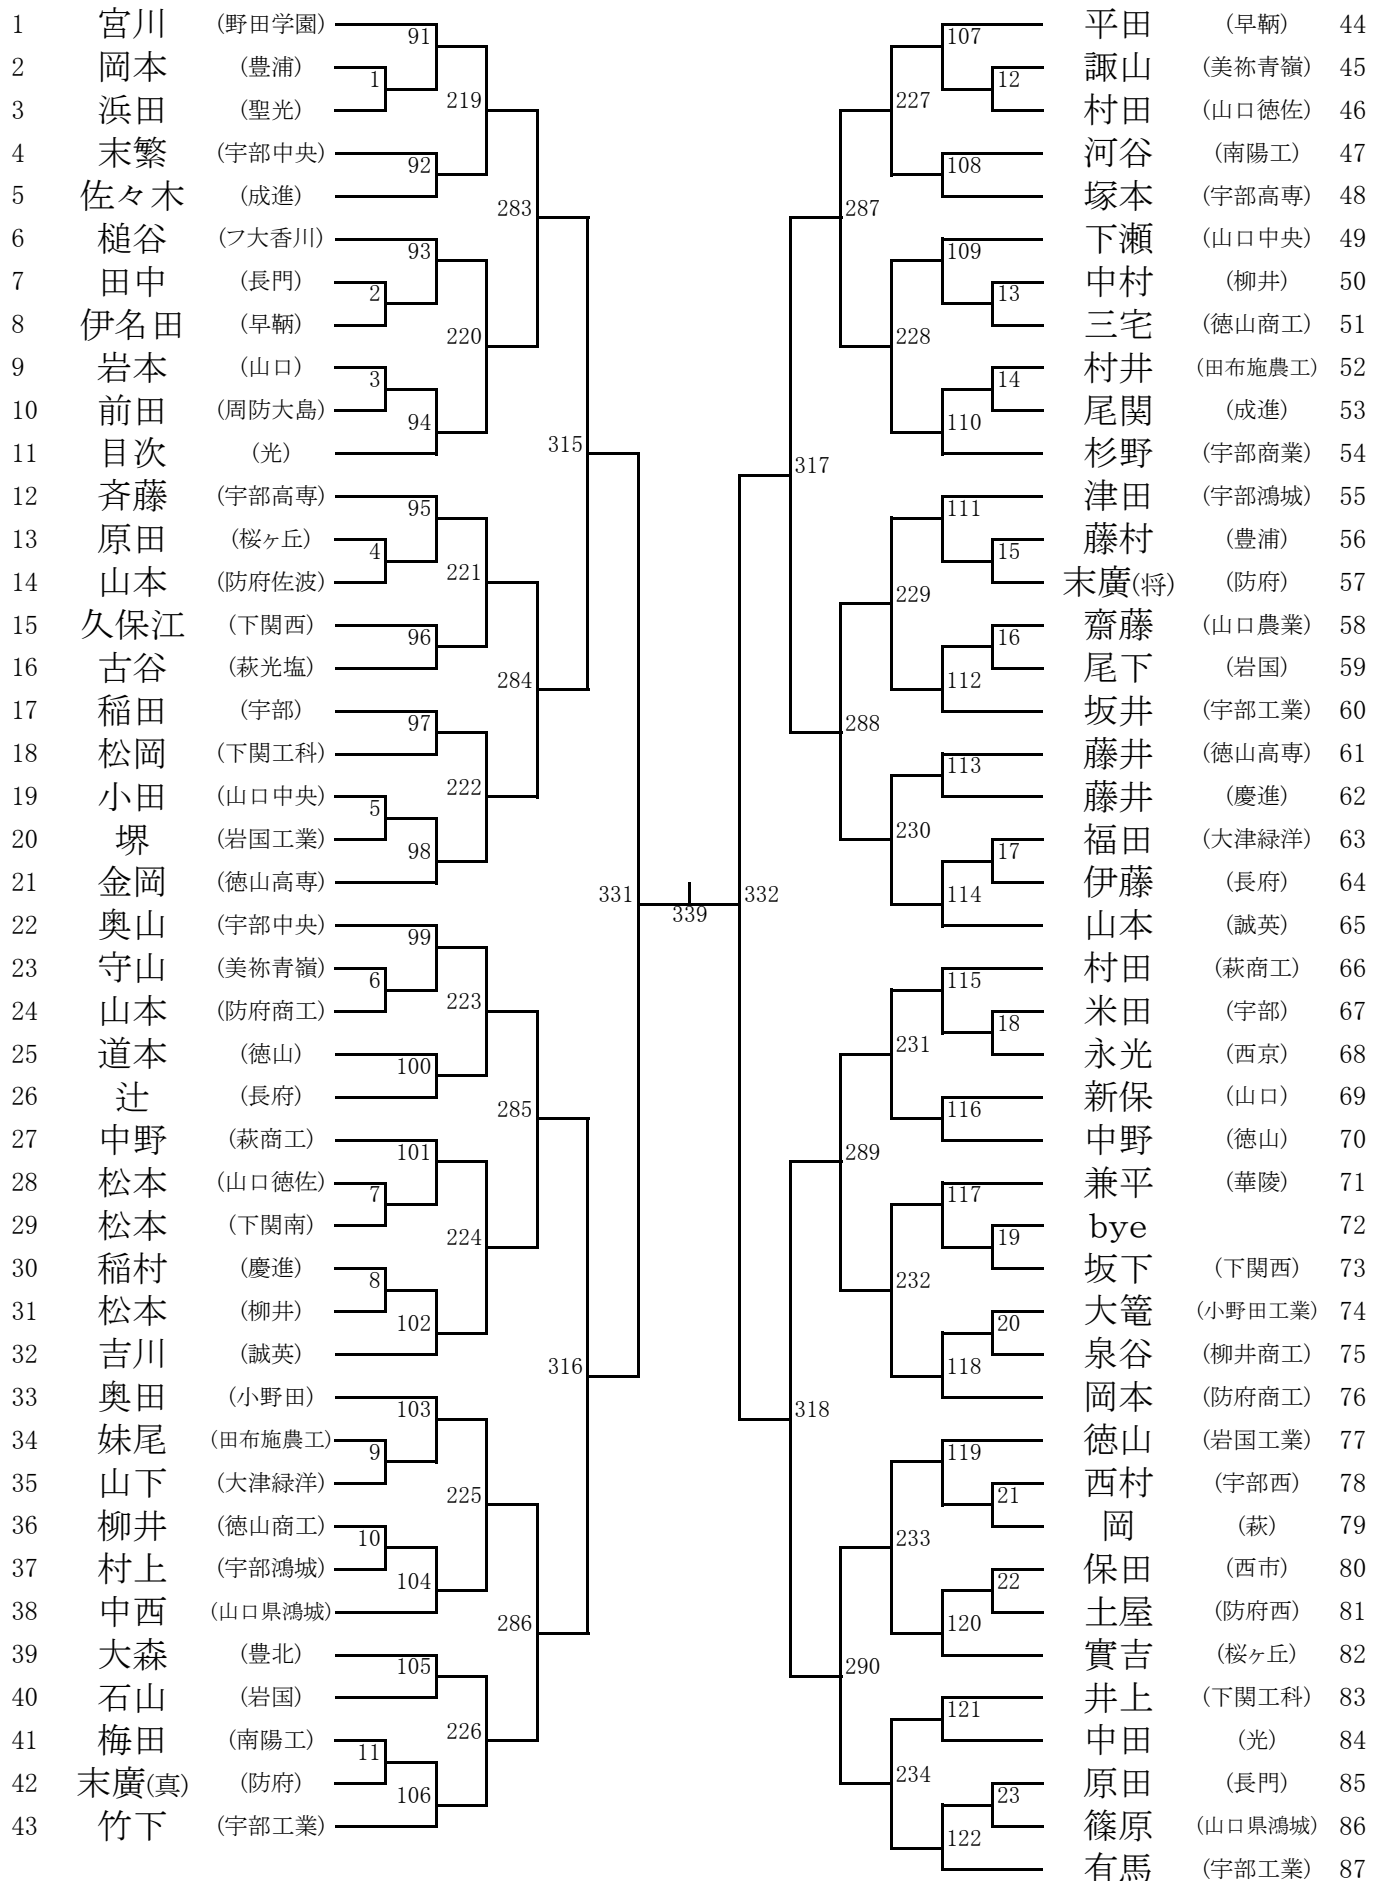 1 宮川 (野田学園)
2 岡本 (豊浦)
3 浜田 (聖光)
4 末繁 (宇部中央)
5 佐々木 (成進)
6 槌谷 (フ大香川)
7 田中 (長門)
8 伊名田 (早鞆)
9 岩本 (山口)
10 前田 (周防大島)
11 目次 (光)
12 斉藤 (宇部高専)
13 原田 (桜ヶ丘)
14 山本 (防府佐波)
15 久保江 (下関西)
16 古谷 (萩光塩)
17 稲田 (宇部)
18 松岡 (下関工科)
19 小田 (山口中央)
20 堺 (岩国工業)
21 金岡 (徳山高専)
22 奥山 (宇部中央)
23 守山 (美祢青嶺)
24 山本 (防府商工)
25 道本 (徳山)
26 辻 (長府)
27 中野 (萩商工)
28 松本 (山口徳佐)
29 松本 (下関南)
30 稲村 (慶進)
31 松本 (柳井)
32 吉川 (誠英)
33 奥田 (小野田)
34 妹尾 (田布施農工)
35 山下 (大津緑洋)
36 柳井 (徳山商工)
37 村上 (宇部鴻城)
38 中西 (山口県鴻城)
39 大森 (豊北)
40 石山 (岩国)
41 梅田 (南陽工)
42 末廣(真) (防府)
43 竹下 (宇部工業)
1
2
3
4
5
6
7
8
9
10
11
91
92
93
94
95
96
97
98
99
100
101
102
103
104
105
106
219
220
221
222
223
224
225
226
283
284
285
286
315
316
331
339
332
317
318
287
288
289
290
227
228
229
230
231
232
233
234
107
108
109
110
111
112
113
114
115
116
117
118
119
120
121
122
12
13
14
15
16
17
18
19
20
21
22
23
平田 (早鞆) 44
諏山 (美祢青嶺) 45
村田 (山口徳佐) 46
河谷 (南陽工) 47
塚本 (宇部高専) 48
下瀬 (山口中央) 49
中村 (柳井) 50
三宅 (徳山商工) 51
村井 (田布施農工) 52
尾関 (成進) 53
杉野 (宇部商業) 54
津田 (宇部鴻城) 55
藤村 (豊浦) 56
末廣(将) (防府) 57
齋藤 (山口農業) 58
尾下 (岩国) 59
坂井 (宇部工業) 60
藤井 (徳山高専) 61
藤井 (慶進) 62
福田 (大津緑洋) 63
伊藤 (長府) 64
山本 (誠英) 65
村田 (萩商工) 66
米田 (宇部) 67
永光 (西京) 68
新保 (山口) 69
中野 (徳山) 70
兼平 (華陵) 71
bye 72
坂下 (下関西) 73
大篭 (小野田工業) 74
泉谷 (柳井商工) 75
岡本 (防府商工) 76
徳山 (岩国工業) 77
西村 (宇部西) 78
岡 (萩) 79
保田 (西市) 80
土屋 (防府西) 81
實吉 (桜ヶ丘) 82
井上 (下関工科) 83
中田 (光) 84
原田 (長門) 85
篠原 (山口県鴻城) 86
有馬 (宇部工業) 87